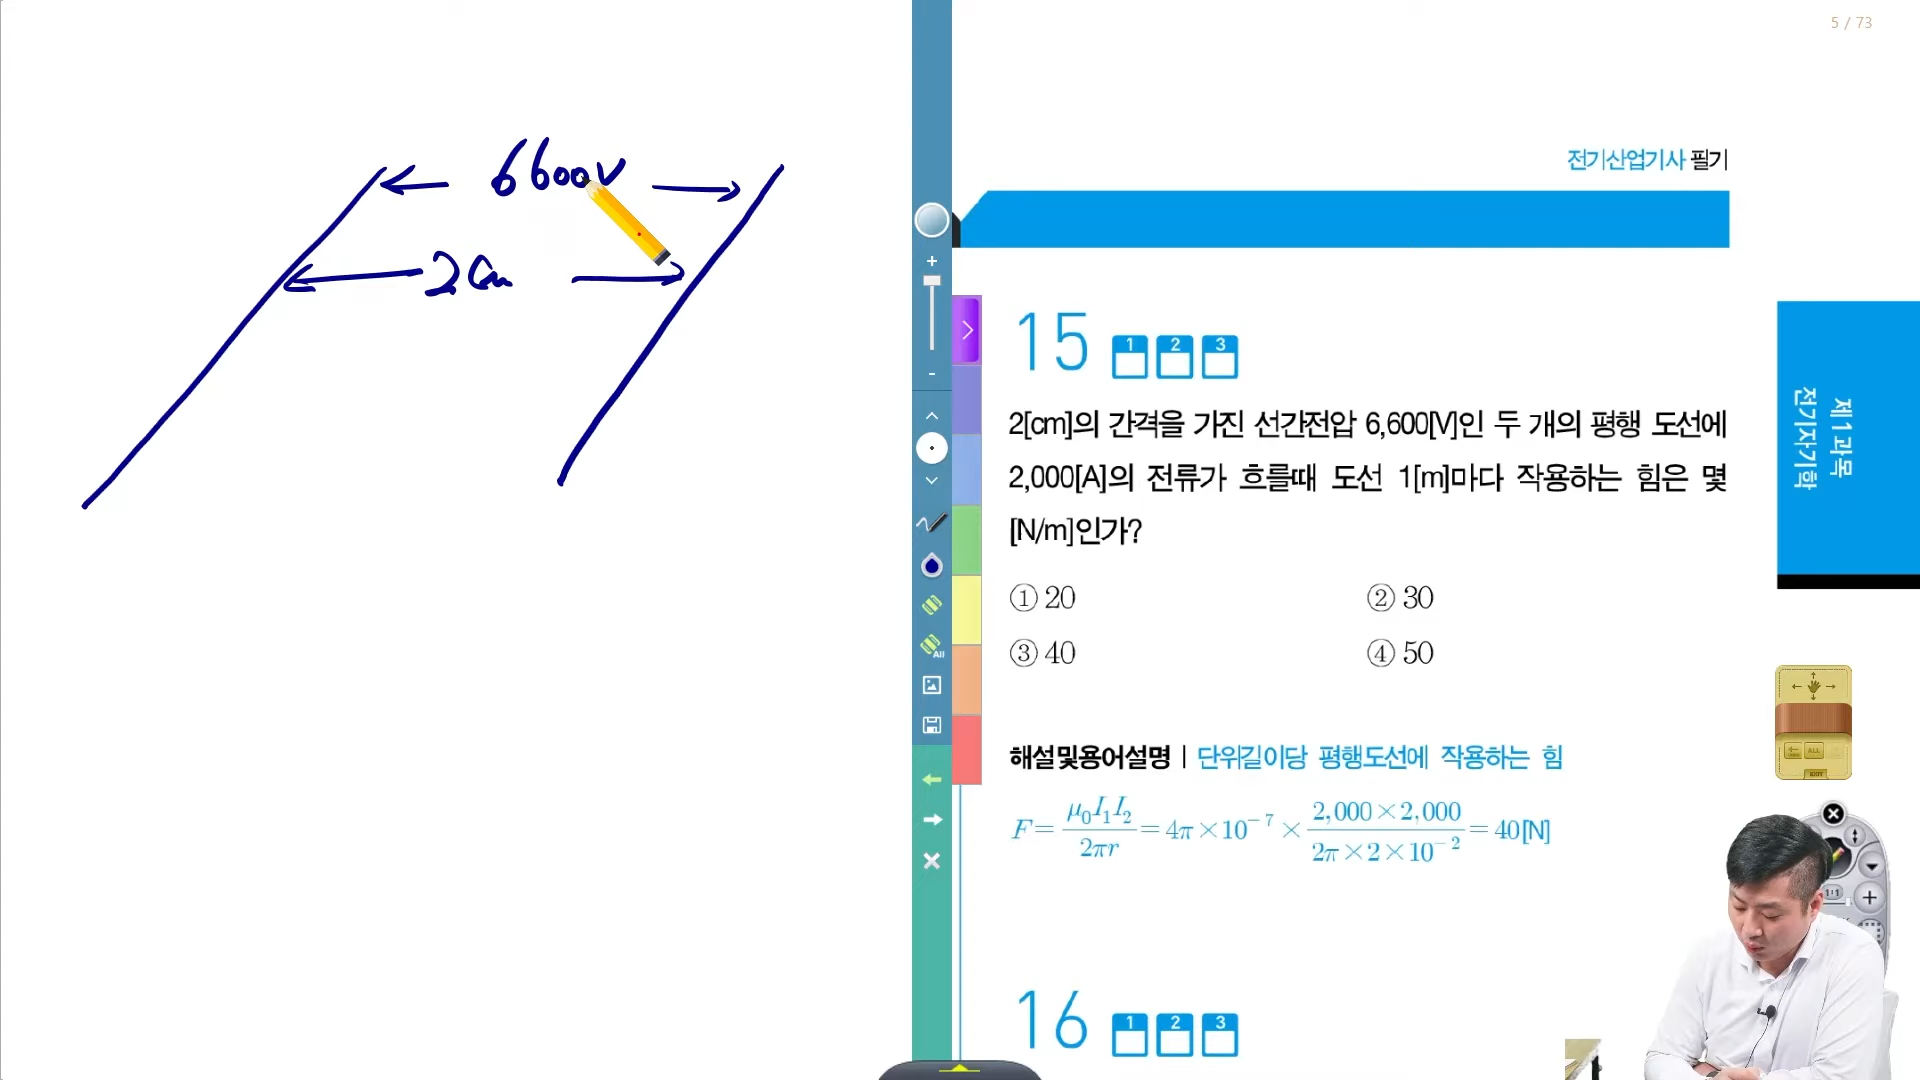 5 / 73
6600V
2cm
전기산업기사 필기
제1과목
전기자기학
15 1 2 3
2[cm]의 간격을 가진 선간전압 6,600[V]인 두 개의 평행 도선에
2,000[A]의 전류가 흐를때 도선 1[m]마다 작용하는 힘은 몇
[N/m]인가?
① 20 ② 30
③ 40 ④ 50
해설및용어설명 | 단위길이당 평행도선에 작용하는 힘
F = μ₀I₁I₂ / 2πr = 4π×10⁻⁷ × 2,000×2,000 / 2π×2×10⁻² = 40[N]
16 1 2 3
All
ALL
EXIT
1:1